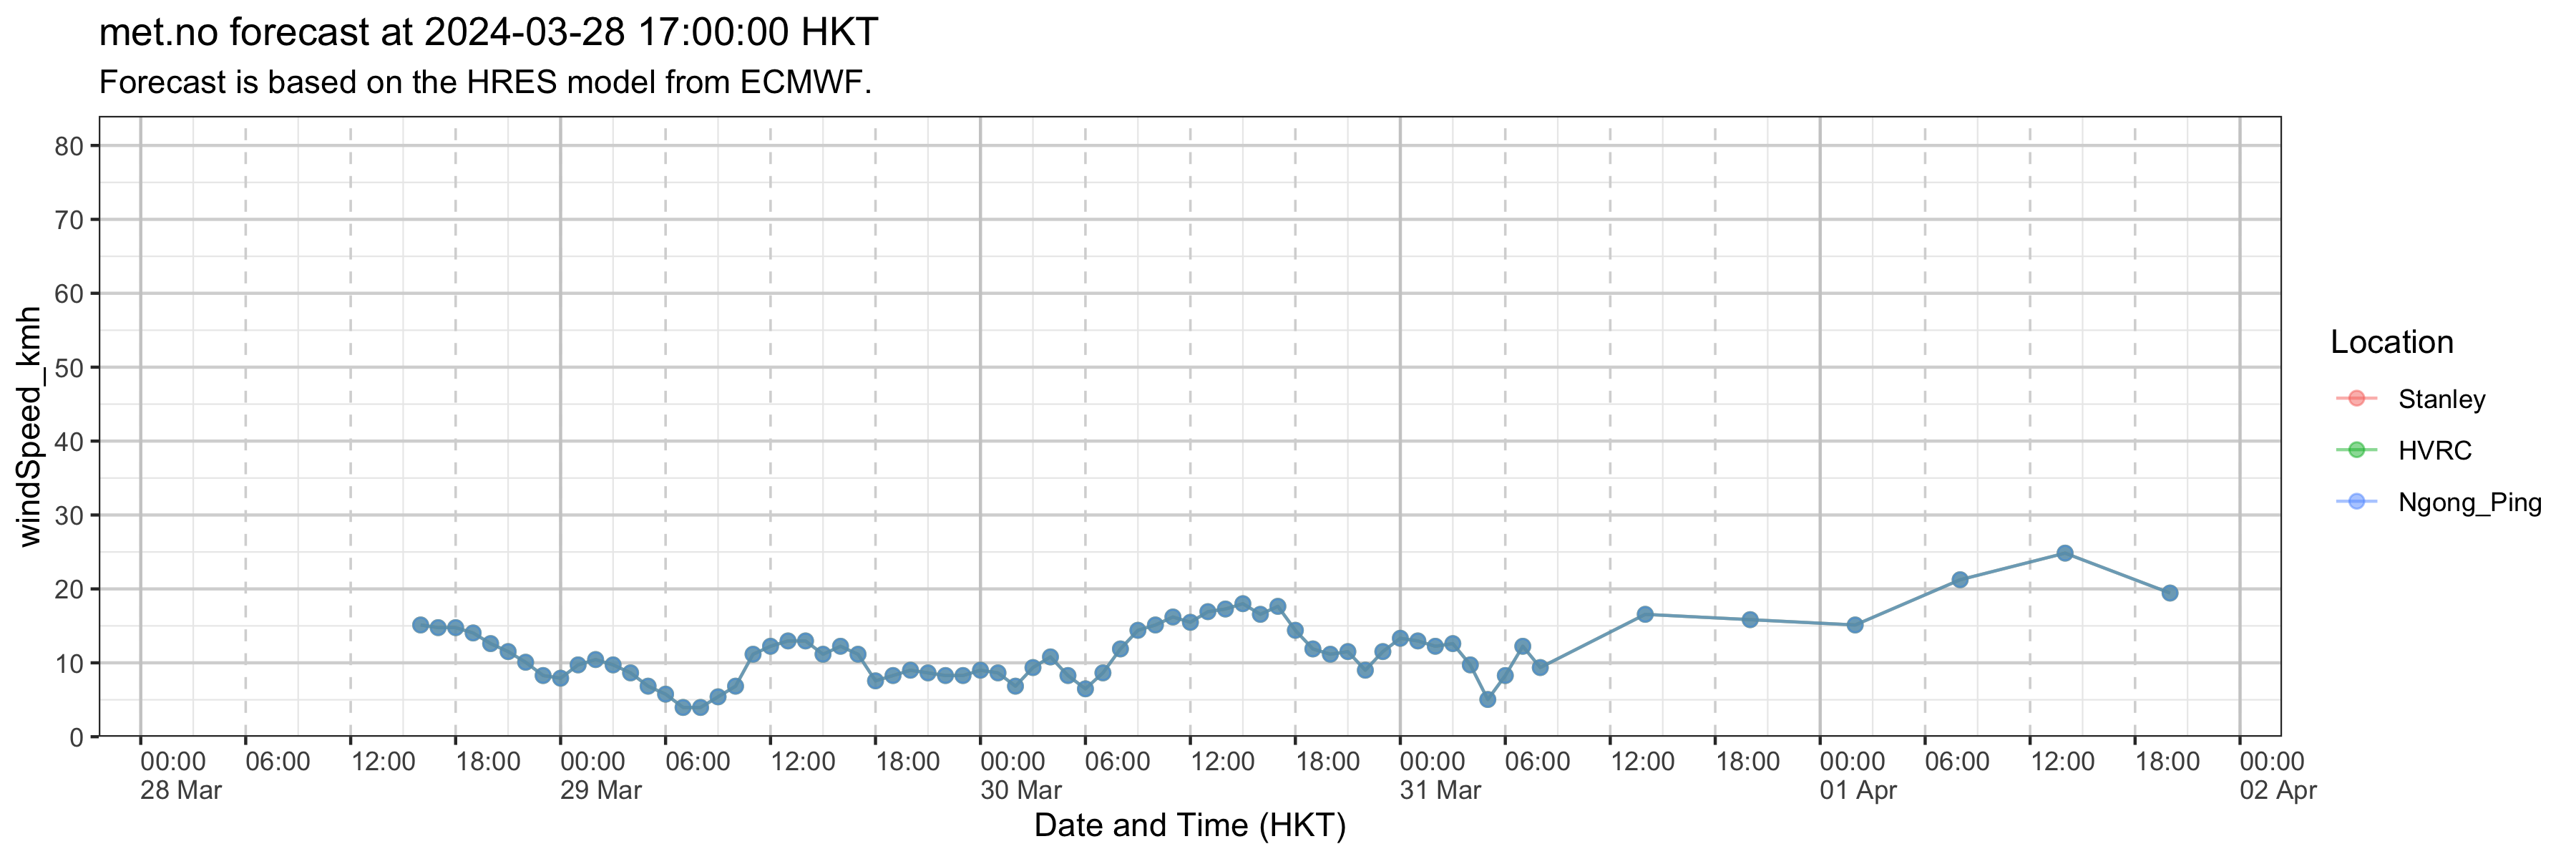 met.no forecast at 2024-03-28 17:00:00 HKT
Forecast is based on the HRES model from ECMWF.
windSpeed_kmh
80
70
60
50
40
30
20
10
0
00:00 06:00 12:00 18:00 00:00 06:00 12:00 18:00 00:00 06:00 12:00 18:00 00:00 06:00 12:00 18:00 00:00 06:00 12:00 18:00 00:00
28 Mar 29 Mar 30 Mar 31 Mar 01 Apr 02 Apr
Date and Time (HKT)
Location
Stanley
HVRC
Ngong_Ping